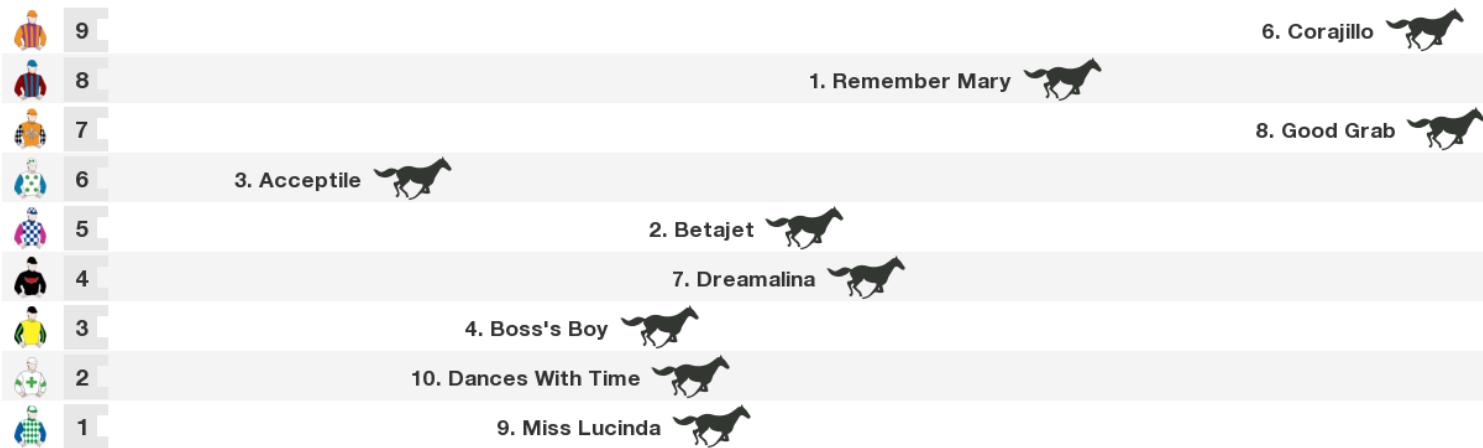 9 6. Corajillo
8 1. Remember Mary
7 8. Good Grab
6 3. Acceptile
5 2. Betajet
4 7. Dreamalina
3 4. Boss's Boy
2 10. Dances With Time
1 9. Miss Lucinda